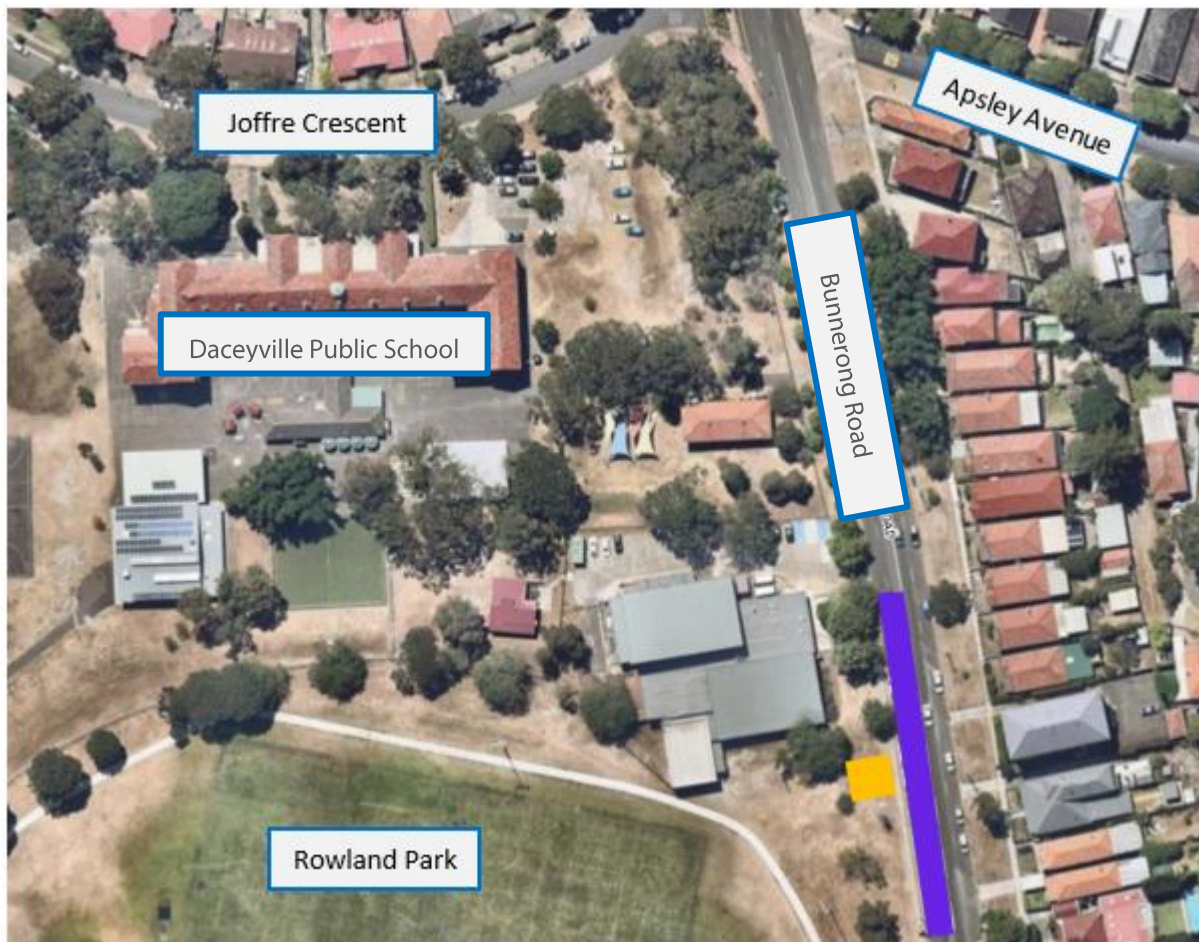 Joffre Crescent
Apsley Avenue
Bunnerong Road
Daceyville Public School
Rowland Park